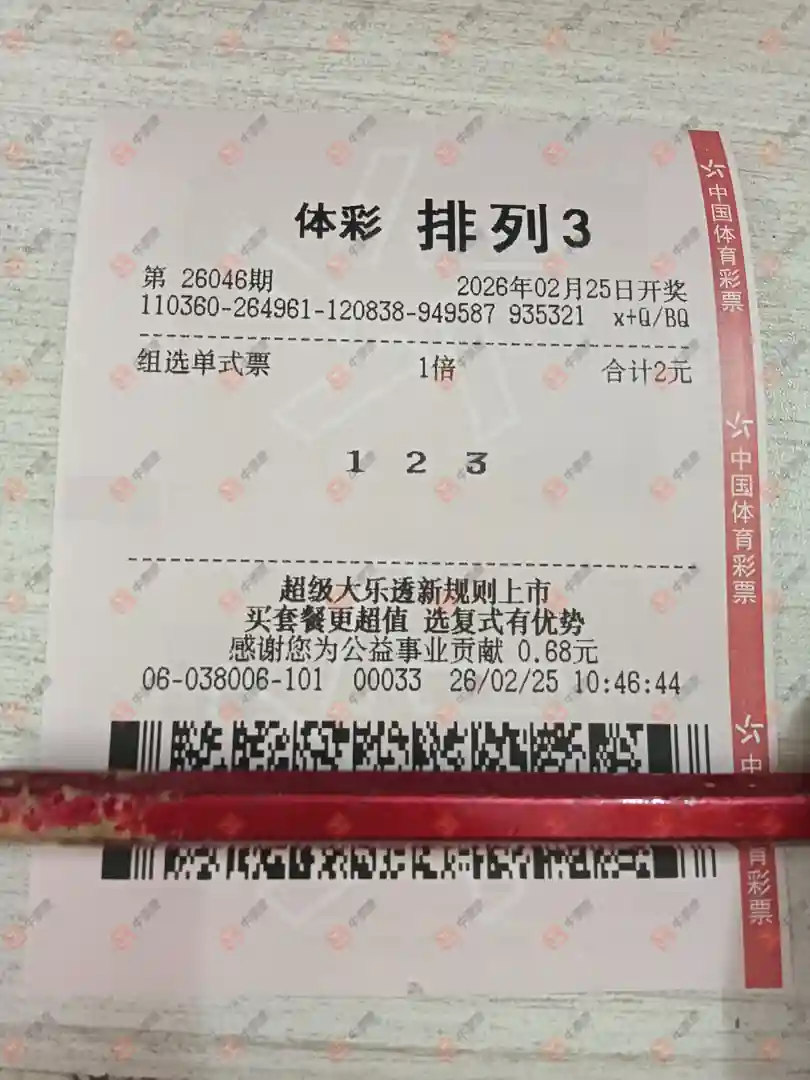 体彩 排列3
第 26046期 2026年02月25日开奖
110360-264961-120838-949587 935321 x+Q/BQ
组选单式票 1倍 合计2元
1 2 3
超级大乐透新规则上市
买套餐更超值 选复式有优势
感谢您为公益事业贡献 0.68元
06-038006-101 00033 26/02/25 10:46:44
中国体育彩票
中国体育彩票
中
育彩票